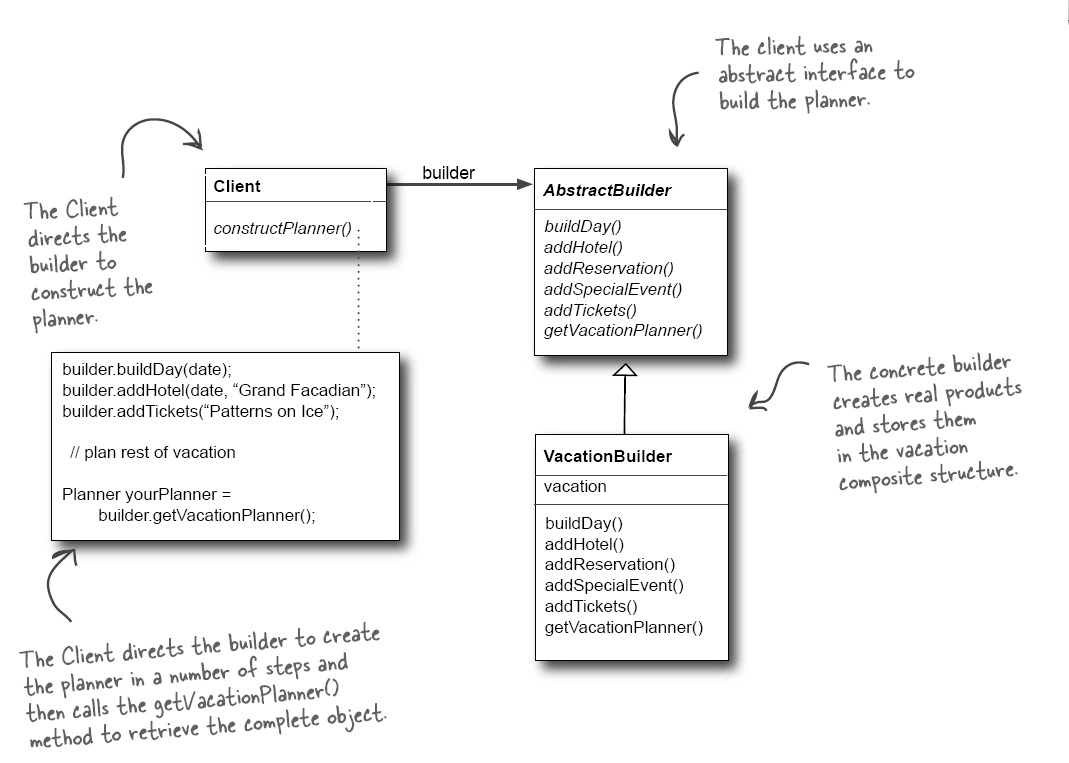 The client uses an
abstract interface to
build the planner.
builder
Client
constructPlanner()
AbstractBuilder
buildDay()
addHotel()
addReservation()
addSpecialEvent()
addTickets()
getVacationPlanner()
The Client
directs the
builder to
construct the
planner.
builder.buildDay(date);
builder.addHotel(date, “Grand Facadian”);
builder.addTickets(“Patterns on Ice”);
// plan rest of vacation
Planner yourPlanner =
builder.getVacationPlanner();
The concrete builder
creates real products
and stores them
in the vacation
composite structure.
VacationBuilder
vacation
buildDay()
addHotel()
addReservation()
addSpecialEvent()
addTickets()
getVacationPlanner()
The Client directs the builder to create
the planner in a number of steps and
then calls the getVacationPlanner()
method to retrieve the complete object.